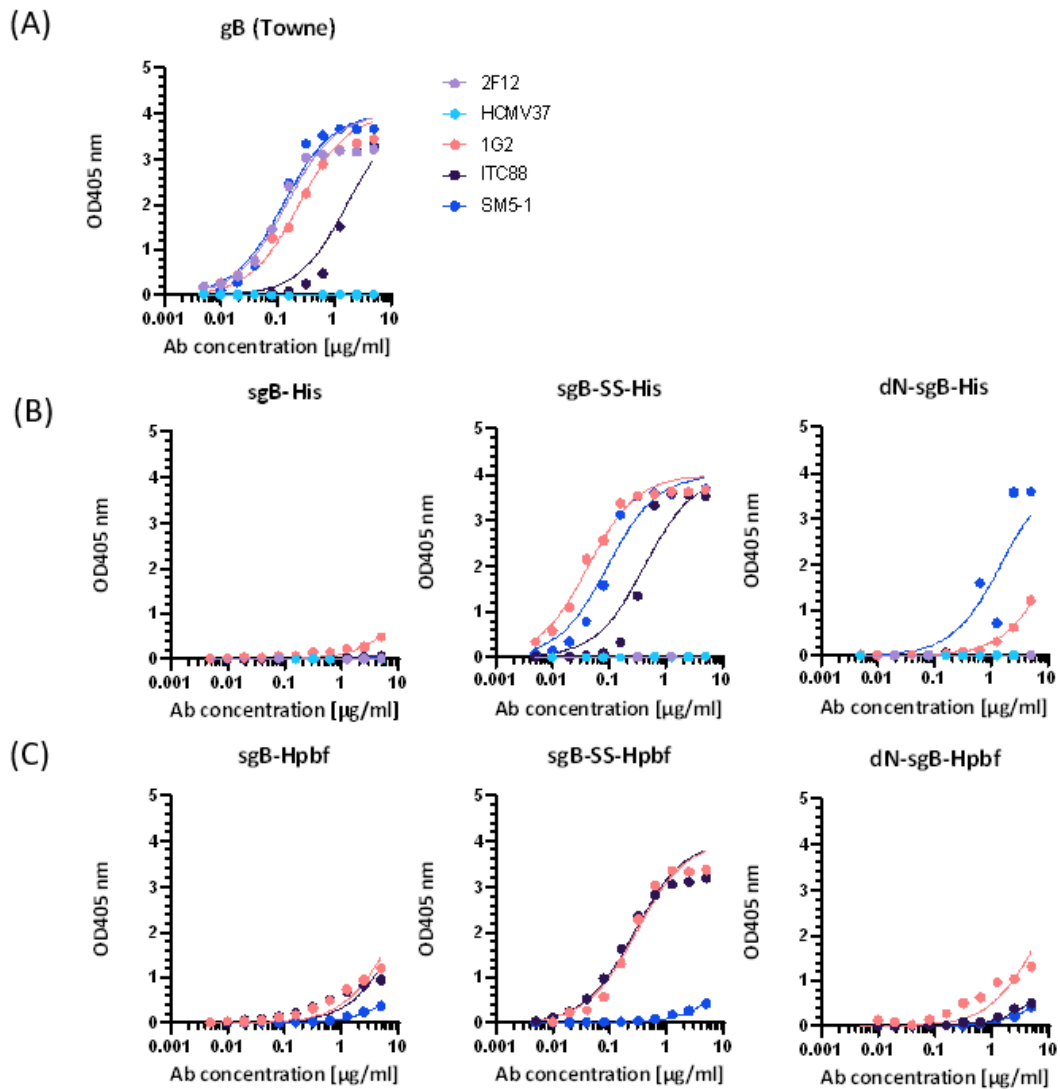 (A)
gB (Towne)
5
4
3
2
1
0
OD405 nm
0.001 0.01 0.1 1 10
Ab concentration [µg/ml]
2F12
HCMV37
1G2
ITC88
SM5-1
(B)
sgB-His
5
4
3
2
1
0
OD405 nm
0.001 0.01 0.1 1 10
Ab concentration [µg/ml]
sgB-SS-His
5
4
3
2
1
0
OD405 nm
0.001 0.01 0.1 1 10
Ab concentration [µg/ml]
dN-sgB-His
5
4
3
2
1
0
OD405 nm
0.001 0.01 0.1 1 10
Ab concentration [µg/ml]
(C)
sgB-Hpbf
5
4
3
2
1
0
OD405 nm
0.001 0.01 0.1 1 10
Ab concentration [µg/ml]
sgB-SS-Hpbf
5
4
3
2
1
0
OD405 nm
0.001 0.01 0.1 1 10
Ab concentration [µg/ml]
dN-sgB-Hpbf
5
4
3
2
1
0
OD405 nm
0.001 0.01 0.1 1 10
Ab concentration [µg/ml]